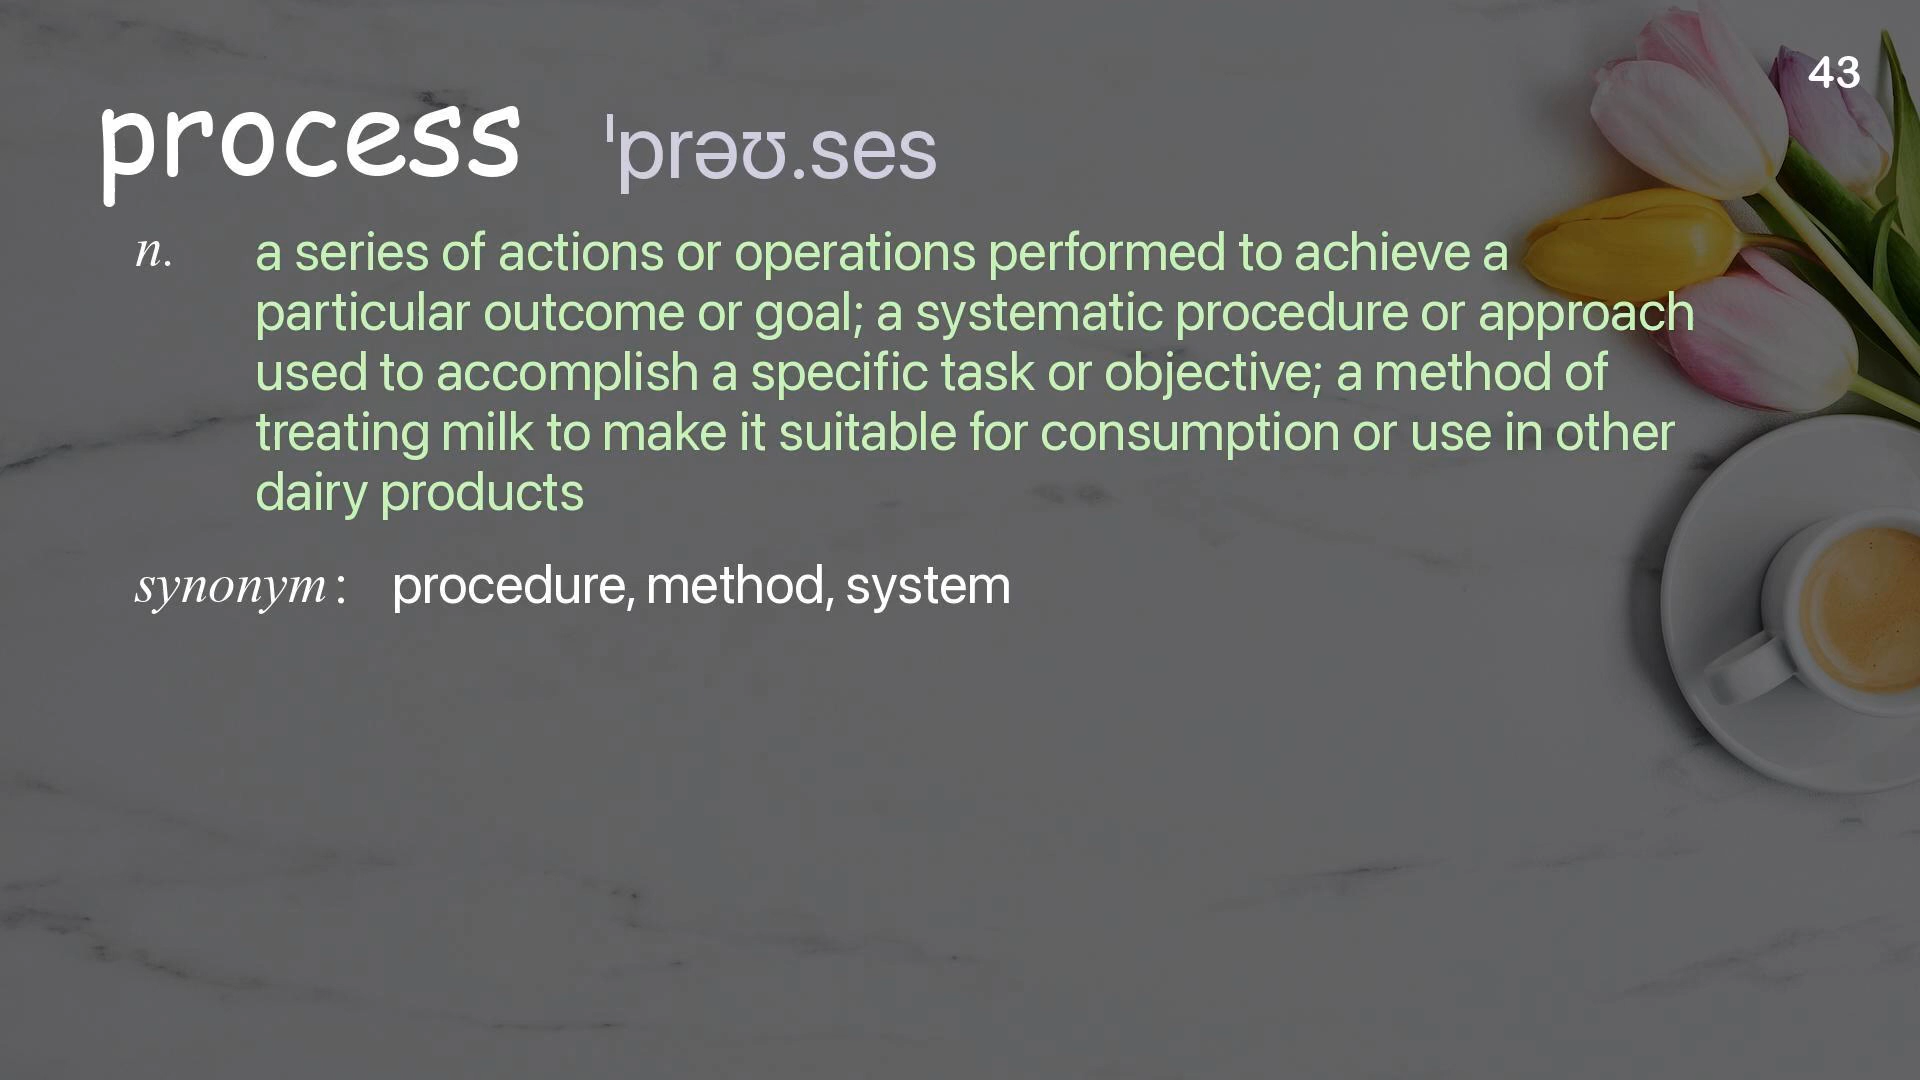 43
process ˈprəʊ.ses
n. a series of actions or operations performed to achieve a
particular outcome or goal; a systematic procedure or approach
used to accomplish a specific task or objective; a method of
treating milk to make it suitable for consumption or use in other
dairy products
synonym: procedure, method, system